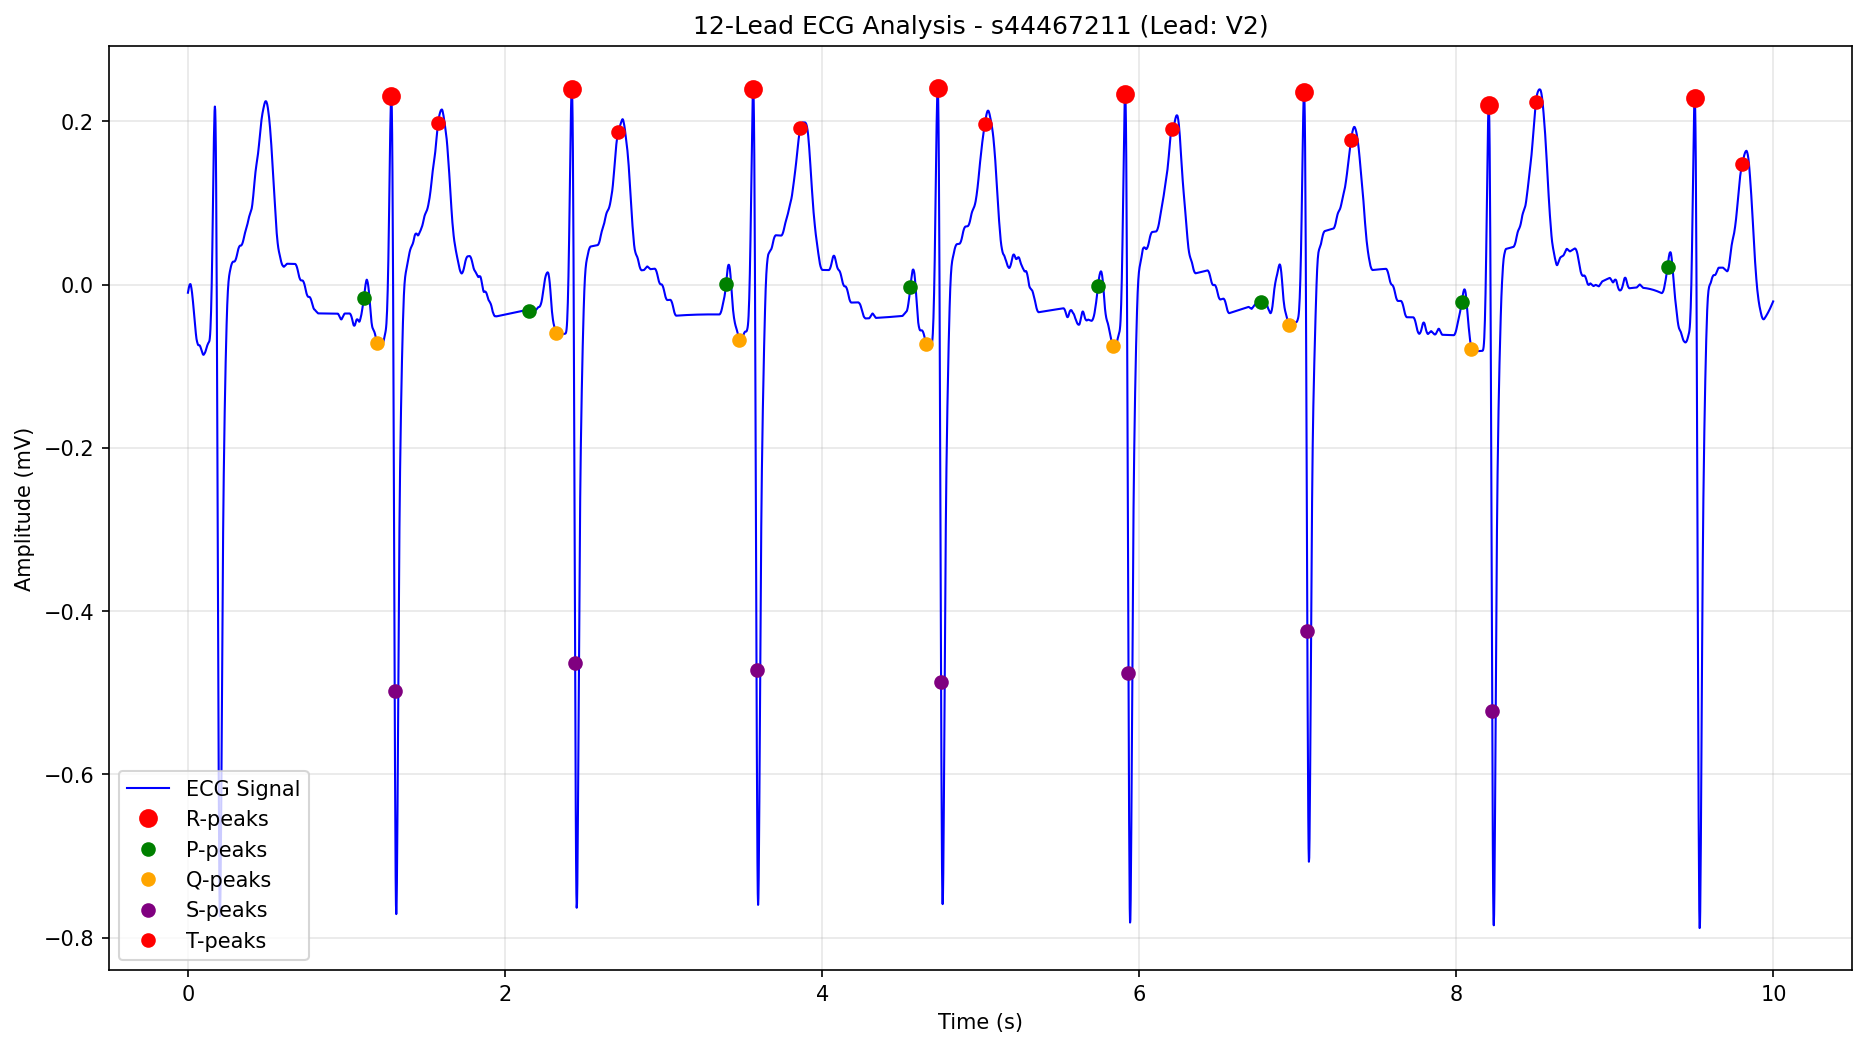 12-Lead ECG Analysis - s44467211 (Lead: V2)
Amplitude (mV)
0.2
0.0
−0.2
−0.4
−0.6
−0.8
ECG Signal
R-peaks
P-peaks
Q-peaks
S-peaks
T-peaks
0 2 4 6 8 10
Time (s)